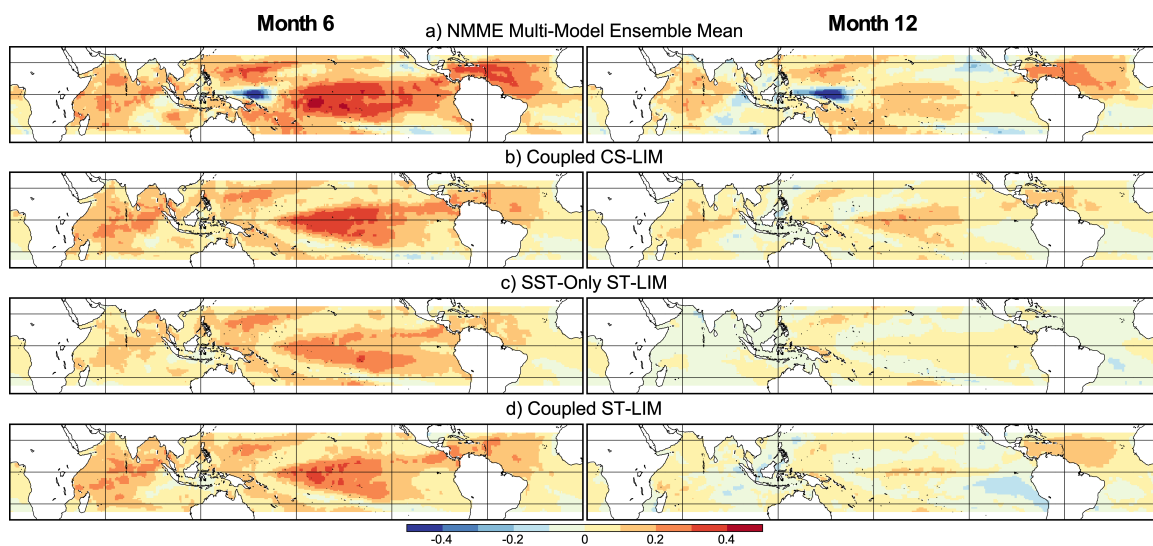 Month 6
Month 12
a) NMME Multi-Model Ensemble Mean
b) Coupled CS-LIM
c) SST-Only ST-LIM
d) Coupled ST-LIM
-0.4 -0.2 0 0.2 0.4